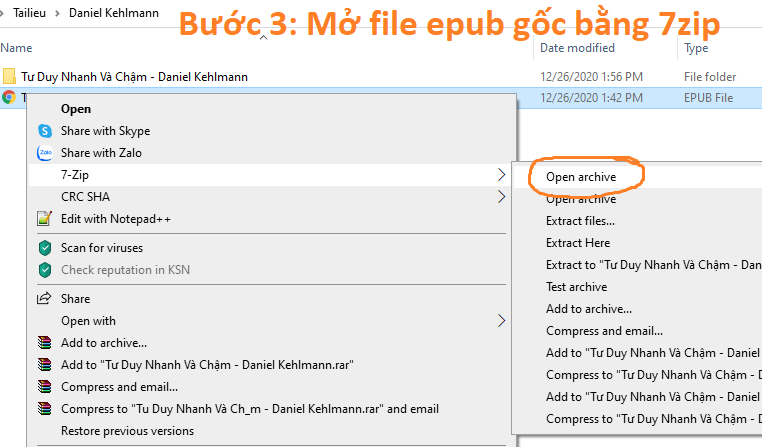 Tailieu > Daniel Kehlmann
Bước 3: Mở file epub gốc bằng 7zip
Name Date modified Type
Tư Duy Nhanh Và Chậm - Daniel Kehlmann 12/26/2020 1:56 PM File folder
12/26/2020 1:42 PM EPUB File
Open
Share with Skype
Zalo Share with Zalo
7-Zip
CRC SHA
Edit with Notepad++
Scan for viruses
Check reputation in KSN
Share
Open with
Add to archive...
Add to "Tư Duy Nhanh Và Chậm - Daniel Kehlmann.rar"
Compress and email...
Compress to "Tu Duy Nhanh Và Ch_m - Daniel Kehlmann.rar" and email
Restore previous versions
Open archive
Open archive
Extract files...
Extract Here
Extract to "Tư Duy Nhanh Và Chậm - Dan
Test archive
Add to archive...
Compress and email...
Add to "Tư Duy Nhanh Và Chậm - Daniel
Compress to "Tư Duy Nhanh Và Chậm - D
Add to "Tư Duy Nhanh Và Chậm - Daniel
Compress to "Tư Duy Nhanh Và Chậm - D